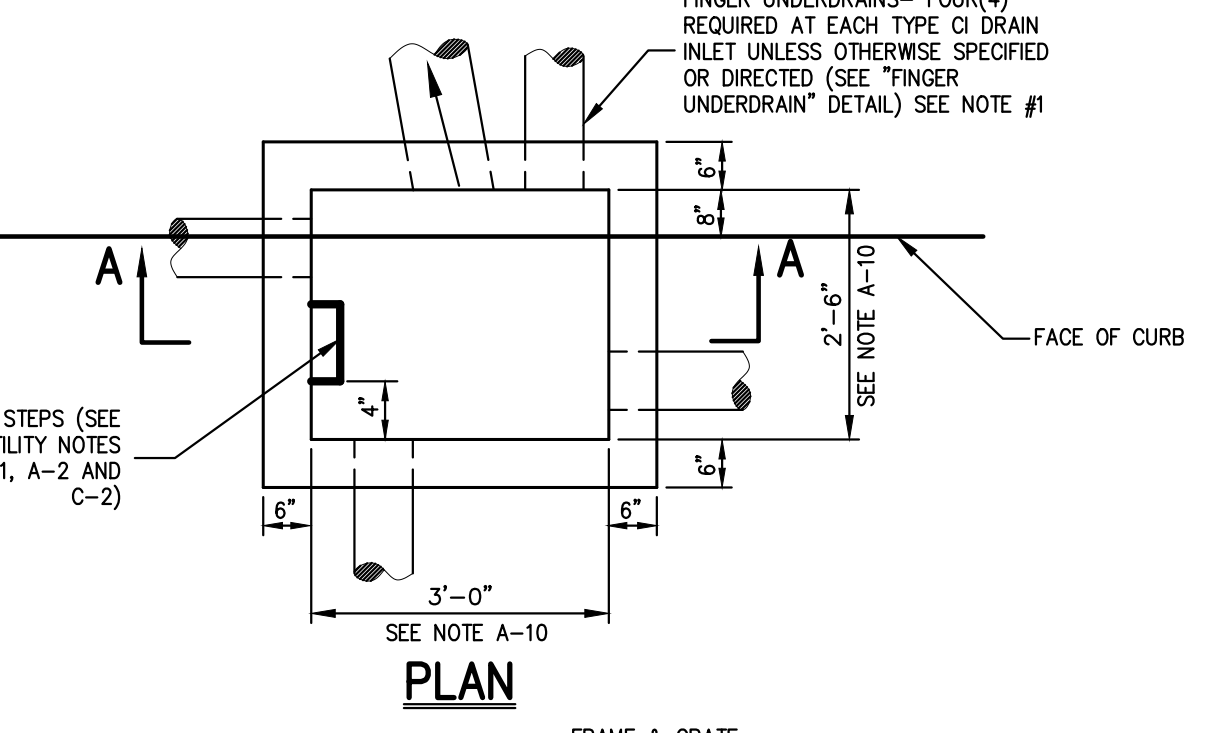 FINGER UNDERDRAINS- FOUR(4)
REQUIRED AT EACH TYPE CI DRAIN
INLET UNLESS OTHERWISE SPECIFIED
OR DIRECTED (SEE "FINGER
UNDERDRAIN" DETAIL) SEE NOTE #1
6"
8"
A
A
2'-6"
SEE NOTE A-10
FACE OF CURB
4"
STEPS (SEE
TILITY NOTES
1, A-2 AND
C-2)
6"
6"
6"
3'-0"
SEE NOTE A-10
PLAN
FRAME & GRATE